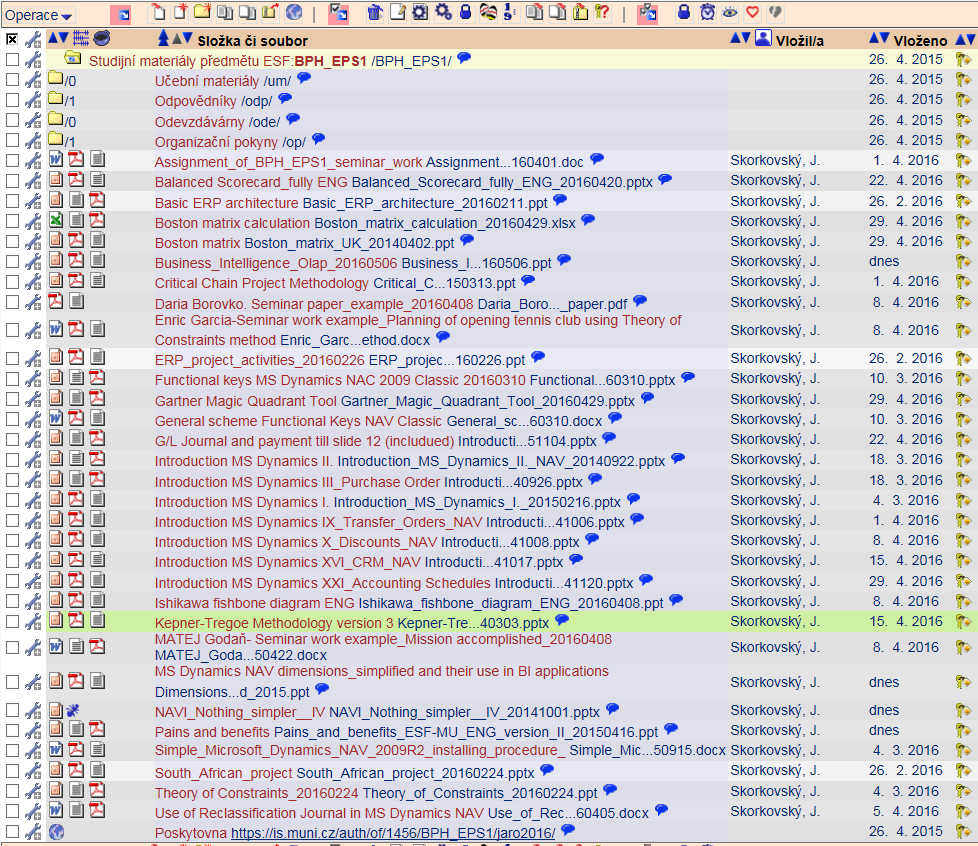 Operace
Složka či soubor Vložil/a Vloženo
Studijní materiály předmětu ESF:BPH_EPS1 /BPH_EPS1/ 26. 4. 2015
/0 Učební materiály /um/ 26. 4. 2015
/1 Odpovědníky /odp/ 26. 4. 2015
/0 Odevzdávárny /ode/ 26. 4. 2015
/1 Organizační pokyny /op/ 26. 4. 2015
Assignment_of_BPH_EPS1_seminar_work Assignment...160401.doc Skorkovský, J. 1. 4. 2016
Balanced Scorecard_fully ENG Balanced_Scorecard_fully_ENG_20160420.pptx Skorkovský, J. 22. 4. 2016
Basic ERP architecture Basic_ERP_architecture_20160211.ppt Skorkovský, J. 26. 2. 2016
Boston matrix calculation Boston_matrix_calculation_20160429.xlsx Skorkovský, J. 29. 4. 2016
Boston matrix Boston_matrix_UK_20140402.ppt Skorkovský, J. 29. 4. 2016
Business_Intelligence_Olap_20160506 Business_I...160506.ppt Skorkovský, J. dnes
Critical Chain Project Methodology Critical_C...150313.ppt Skorkovský, J. 1. 4. 2016
Daria Borovko. Seminar paper_example_20160408 Daria_Boro..._paper.pdf Skorkovský, J. 8. 4. 2016
Enric Garcia-Seminar work example_Planning of opening tennis club using Theory of
Constraints method Enric_Garc...ethod.docx Skorkovský, J. 8. 4. 2016
ERP_project_activities_20160226 ERP_projec...160226.ppt Skorkovský, J. 26. 2. 2016
Functional keys MS Dynamics NAC 2009 Classic 20160310 Functional...60310.pptx Skorkovský, J. 10. 3. 2016
Gartner Magic Quadrant Tool Gartner_Magic_Quadrant_Tool_20160429.pptx Skorkovský, J. 29. 4. 2016
General scheme Functional Keys NAV Classic General_sc...60310.docx Skorkovský, J. 10. 3. 2016
G/L Journal and payment till slide 12 (includued) Introducti...51104.pptx Skorkovský, J. 22. 4. 2016
Introduction MS Dynamics II. Introduction_MS_Dynamics_II._NAV_20140922.pptx Skorkovský, J. 18. 3. 2016
Introduction MS Dynamics III_Purchase Order Introducti...40926.pptx Skorkovský, J. 18. 3. 2016
Introduction MS Dynamics I. Introduction_MS_Dynamics_I._20150216.pptx Skorkovský, J. 4. 3. 2016
Introduction MS Dynamics IX_Transfer_Orders_NAV Introducti...41006.pptx Skorkovský, J. 1. 4. 2016
Introduction MS Dynamics X_Discounts_NAV Introducti...41008.pptx Skorkovský, J. 8. 4. 2016
Introduction MS Dynamics XVI_CRM_NAV Introducti...41017.pptx Skorkovský, J. 15. 4. 2016
Introduction MS Dynamics XXI_Accounting Schedules Introducti...41120.pptx Skorkovský, J. 29. 4. 2016
Ishikawa fishbone diagram ENG Ishikawa_fishbone_diagram_ENG_20160408.ppt Skorkovský, J. 8. 4. 2016
Kepner-Tregoe Methodology version 3 Kepner-Tre...40303.pptx Skorkovský, J. 15. 4. 2016
MATEJ Godaň- Seminar work example_Mission accomplished_20160408
MATEJ_Goda...50422.docx Skorkovský, J. 8. 4. 2016
MS Dynamics NAV dimensions_simplified and their use in BI applications
Dimensions...d_2015.ppt Skorkovský, J. dnes
NAVI_Nothing_simpler__IV NAVI_Nothing_simpler__IV_20141001.pptx Skorkovský, J. dnes
Pains and benefits Pains_and_benefits_ESF-MU_ENG_version_II_20150416.ppt Skorkovský, J. dnes
Simple_Microsoft_Dynamics_NAV_2009R2_installing_procedure_ Simple_Mic...50915.docx Skorkovský, J. 4. 3. 2016
South_African_project South_African_project_20160224.pptx Skorkovský, J. 26. 2. 2016
Theory of Constraints_20160224 Theory_of_Constraints_20160224.ppt Skorkovský, J. 4. 3. 2016
Use of Reclassification Journal in MS Dynamics NAV Use_of_Rec...60405.docx Skorkovský, J. 5. 4. 2016
Poskytovna https://is.muni.cz/auth/of/1456/BPH_EPS1/jaro2016/ 26. 4. 2015